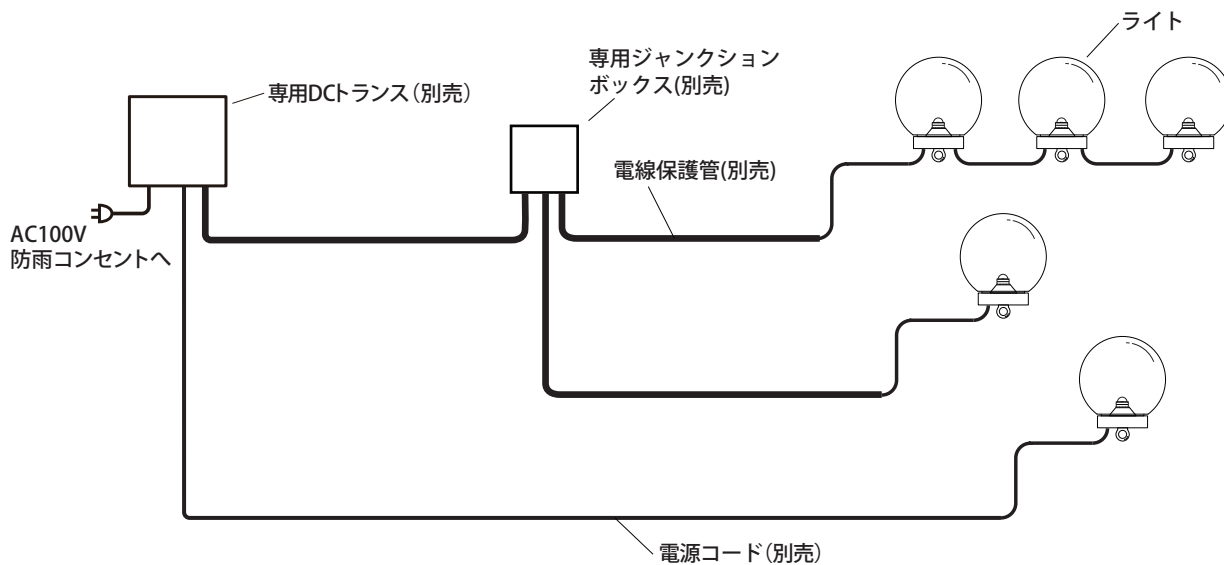 ライト
専用ジャンクション
ボックス(別売)
専用DCトランス（別売）
電線保護管(別売)
AC100V
防雨コンセントへ
電源コード（別売）